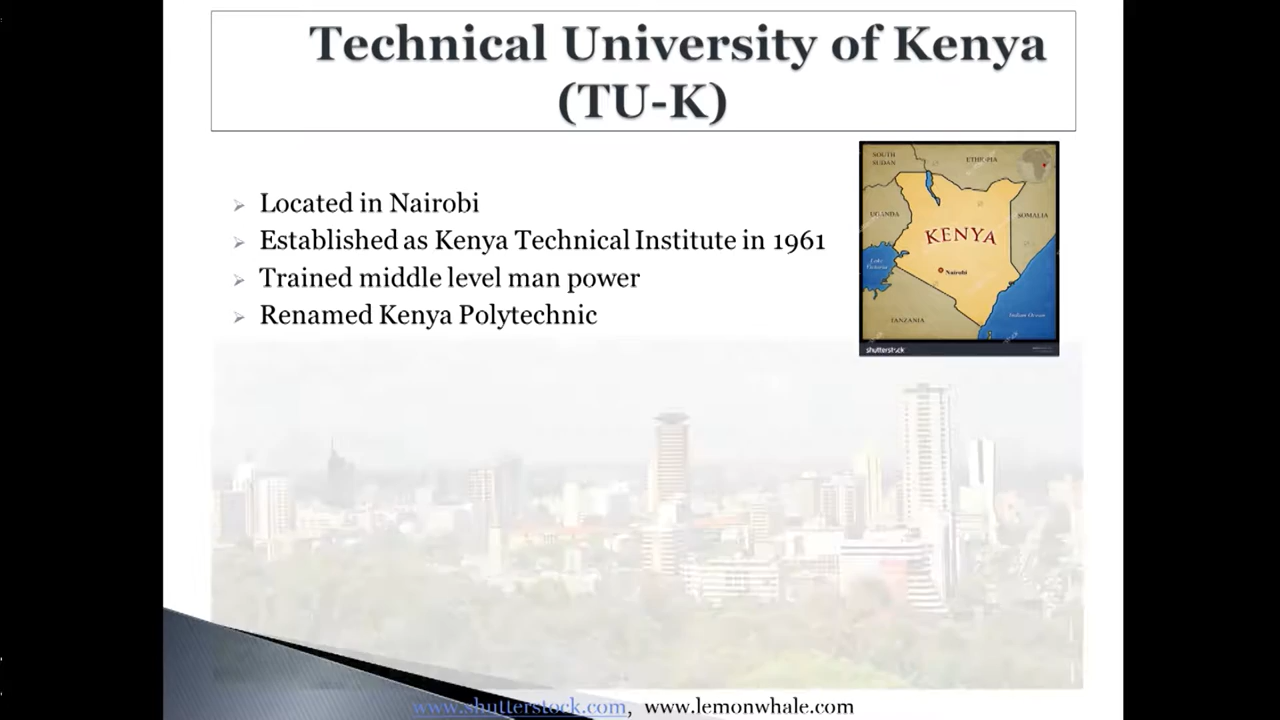 Technical University of Kenya
(TU-K)
Located in Nairobi
Established as Kenya Technical Institute in 1961
Trained middle level man power
Renamed Kenya Polytechnic
SOUTH
SUDAN
ETHIOPIA
UGANDA
SOMALIA
KENYA
Lake
Victoria
Nairobi
TANZANIA
Indian Ocean
shutterstock
www.shutterstock.com, www.lemonwhale.com